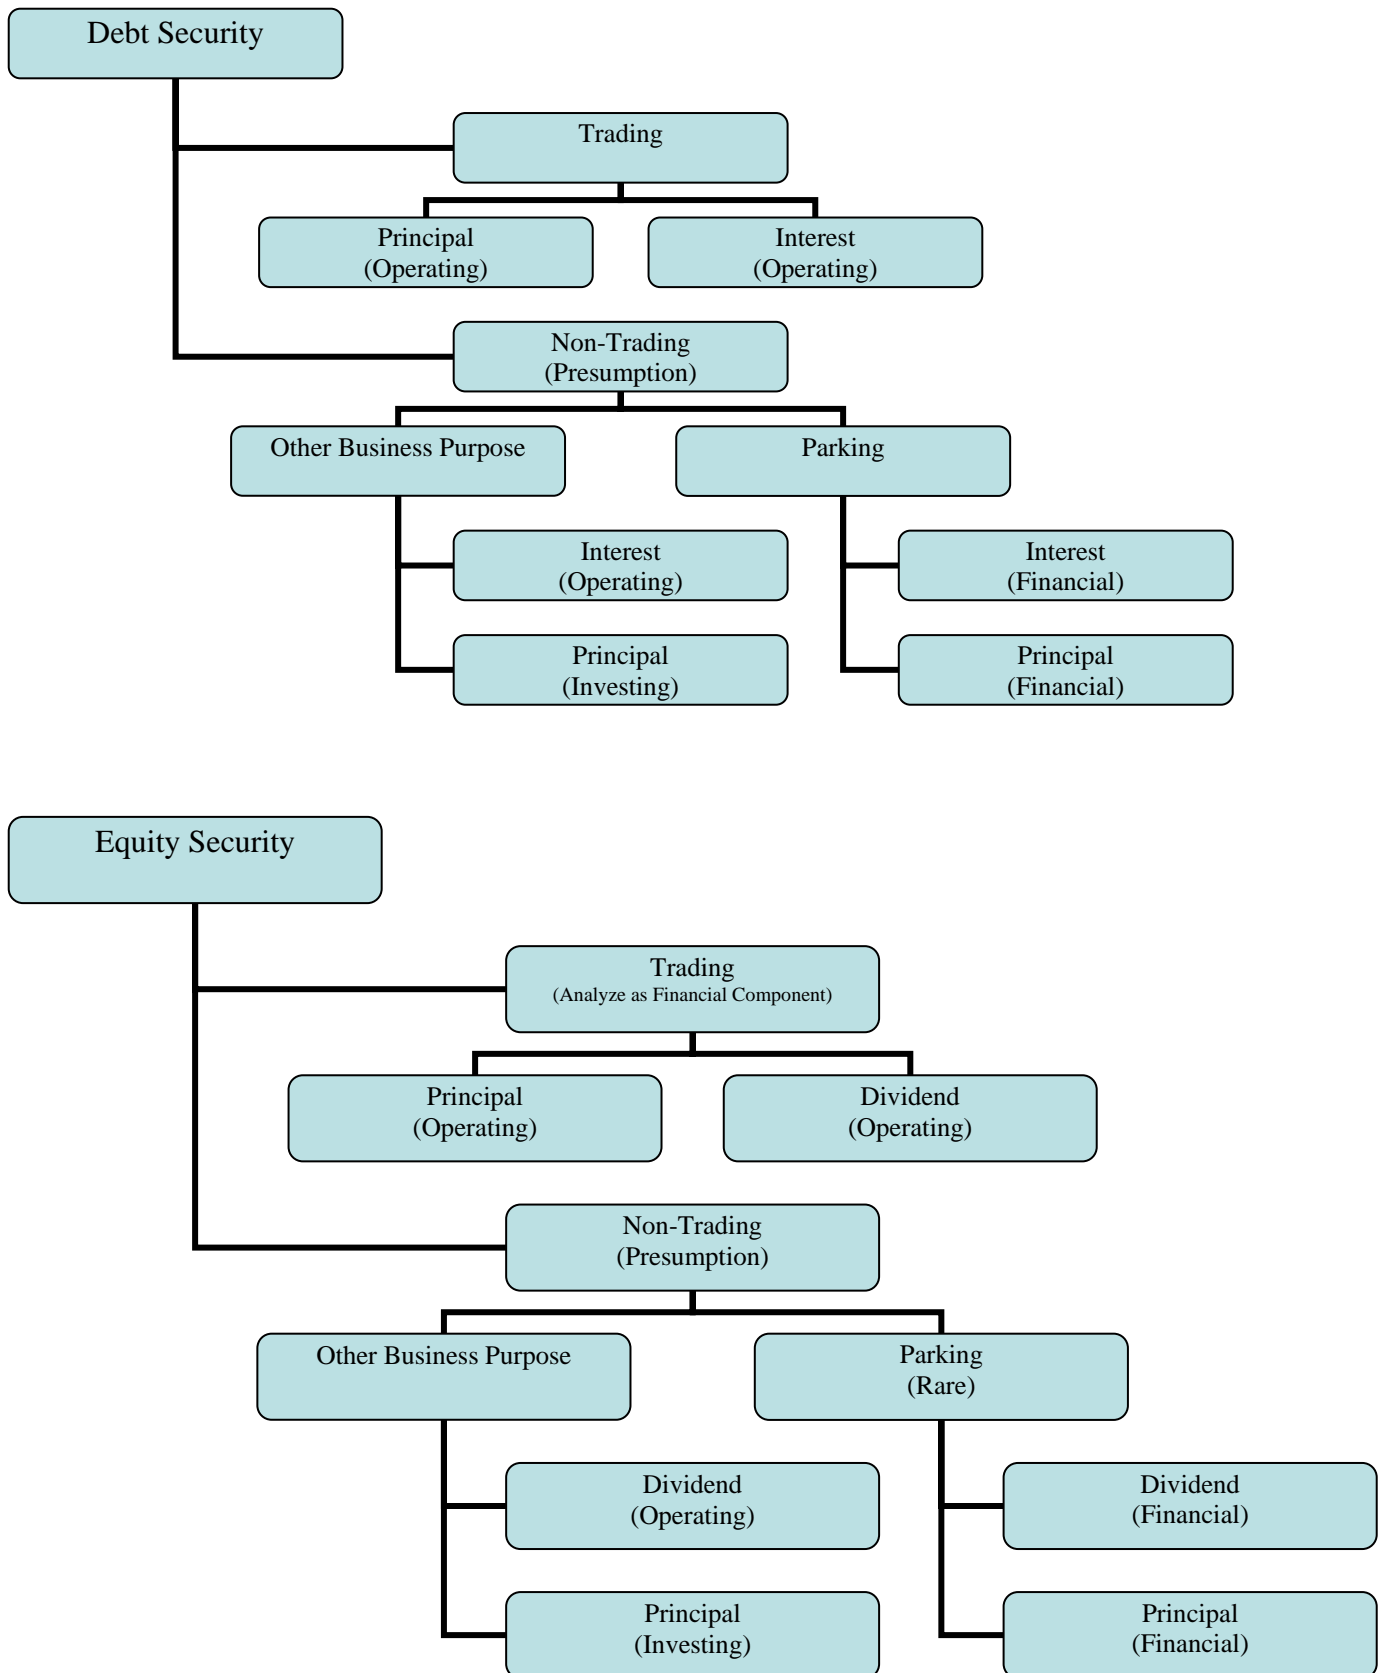 Debt Security
Trading
Principal
(Operating)
Interest
(Operating)
Non-Trading
(Presumption)
Other Business Purpose
Parking
Interest
(Operating)
Interest
(Financial)
Principal
(Investing)
Principal
(Financial)
Equity Security
Trading
(Analyze as Financial Component)
Principal
(Operating)
Dividend
(Operating)
Non-Trading
(Presumption)
Other Business Purpose
Parking
(Rare)
Dividend
(Operating)
Dividend
(Financial)
Principal
(Investing)
Principal
(Financial)